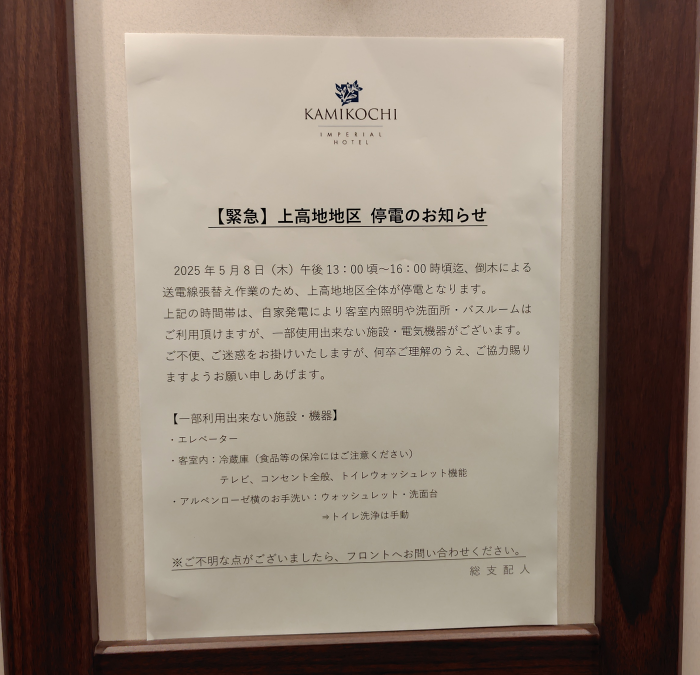 KAMIKOCHI
IMPERIAL
HOTEL
【緊急】上高地地区 停電のお知らせ
2025年5月8日（木）午後13：00頃～16：00時頃迄、倒木による
送電線張替え作業のため、上高地地区全体が停電となります。
上記の時間帯は、自家発電により客室内照明や洗面所・バスルームは
ご利用頂けますが、一部使用出来ない施設・電気機器がございます。
ご不便、ご迷惑をお掛けいたしますが、何卒ご理解のうえ、ご協力賜り
ますようお願い申しあげます。
【一部利用出来ない施設・機器】
・エレベーター
・客室内：冷蔵庫（食品等の保冷にはご注意ください）
テレビ、コンセント全般、トイレウォッシュレット機能
・アルペンローゼ横のお手洗い：ウォッシュレット・洗面台
⇒トイレ洗浄は手動
※ご不明な点がございましたら、フロントへお問い合わせください。
総支配人